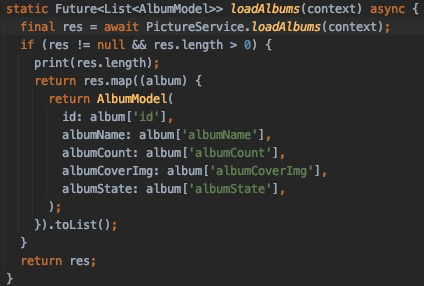 static Future<List<AlbumModel>> loadAlbums(context) async {
  final res = await PictureService.loadAlbums(context);
  if (res != null && res.length > 0) {
    print(res.length);
    return res.map((album) {
      return AlbumModel(
        id: album['id'],
        albumName: album['albumName'],
        albumCount: album['albumCount'],
        albumCoverImg: album['albumCoverImg'],
        albumState: album['albumState'],
      );
    }).toList();
  }
  return res;
}